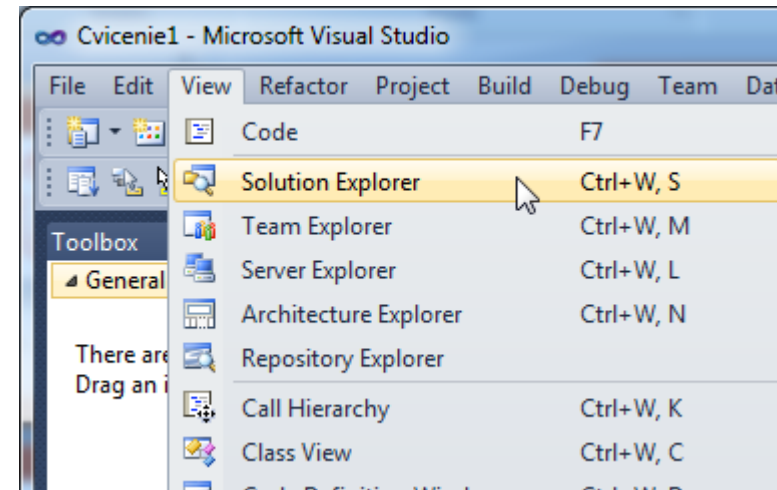 Cvicenie1 - Microsoft Visual Studio
File Edit View Refactor Project Build Debug Team
Code F7
Solution Explorer Ctrl+W, S
Toolbox
Team Explorer Ctrl+W, M
General
Server Explorer Ctrl+W, L
Architecture Explorer Ctrl+W, N
There are
Repository Explorer
Drag an
Call Hierarchy Ctrl+W, K
Class View Ctrl+W, C